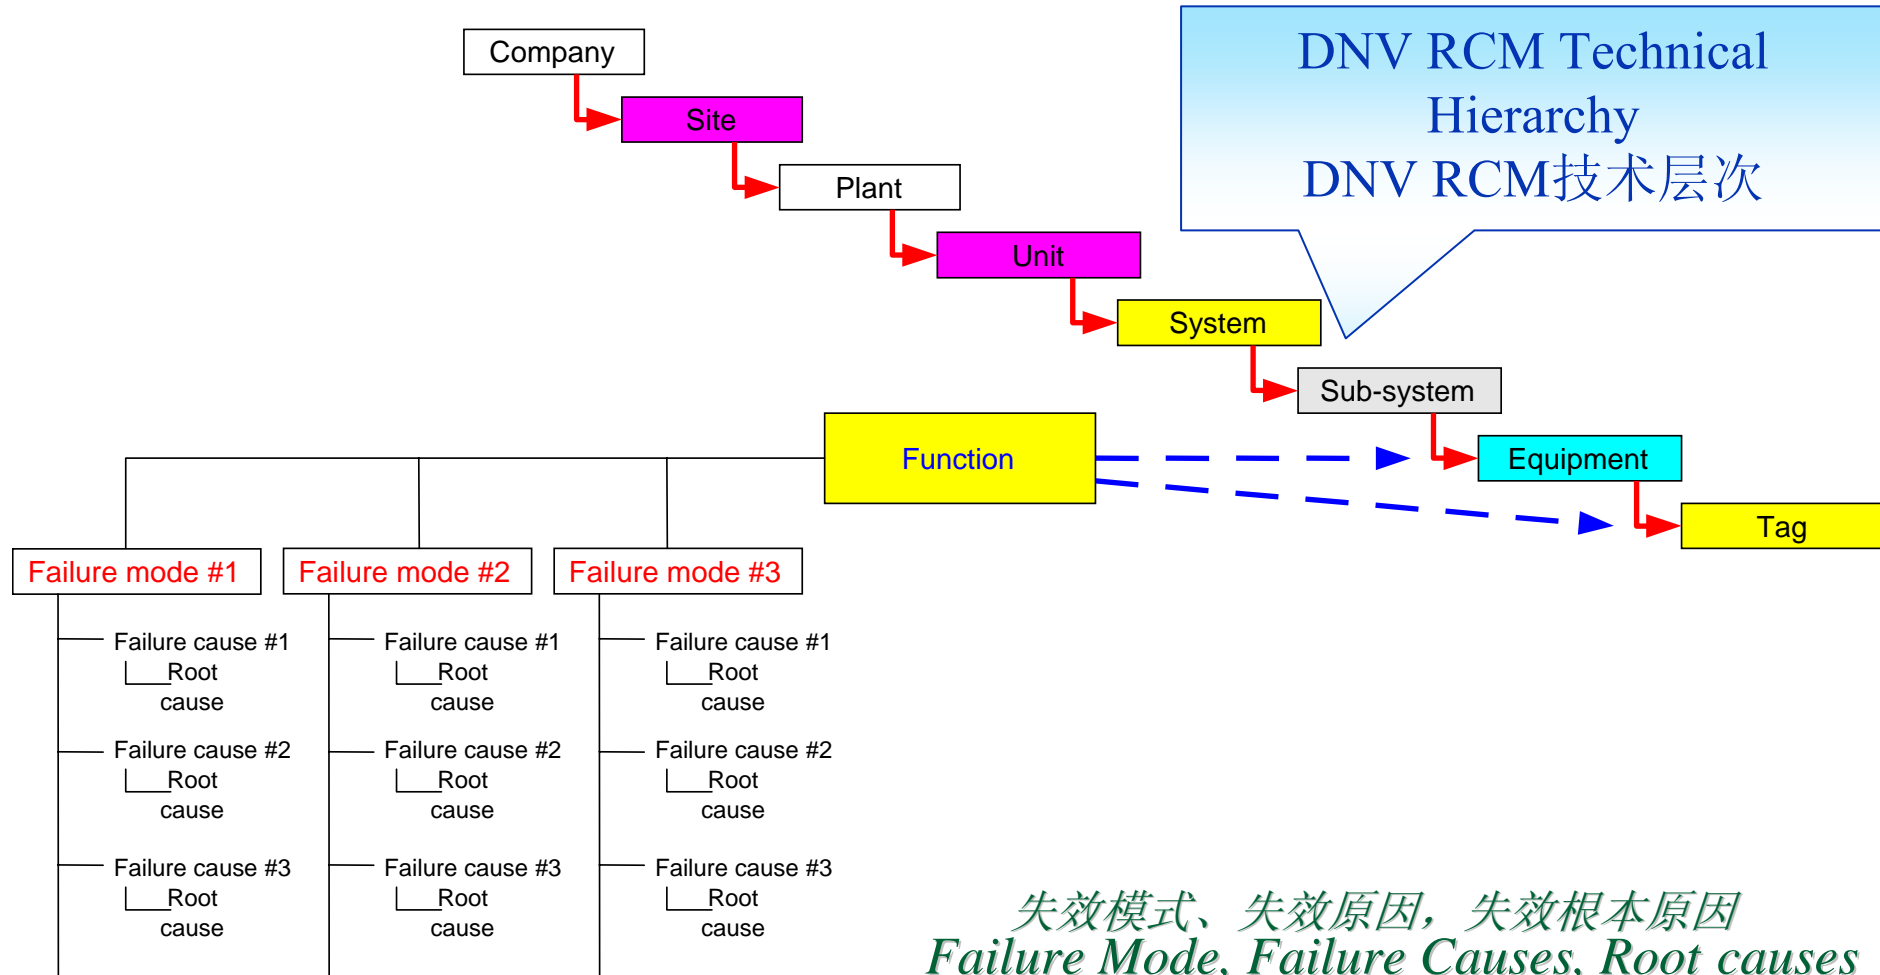 Company
DNV RCM Technical
Hierarchy
DNV RCM技术层次
Site
Plant
Unit
System
Sub-system
Function
Equipment
Tag
Failure mode #1
Failure mode #2
Failure mode #3
Failure cause #1
Root
cause
Failure cause #2
Root
cause
Failure cause #3
Root
cause
Failure cause #1
Root
cause
Failure cause #2
Root
cause
Failure cause #3
Root
cause
Failure cause #1
Root
cause
Failure cause #2
Root
cause
Failure cause #3
Root
cause
失效模式、失效原因，失效根本原因
Failure Mode, Failure Causes, Root causes